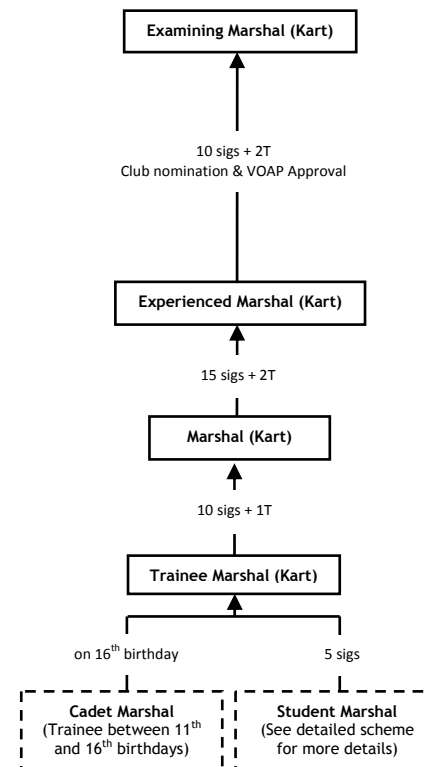 Examining Marshal (Kart)
10 sigs + 2T
Club nomination & VOAP Approval
Experienced Marshal (Kart)
15 sigs + 2T
Marshal (Kart)
10 sigs + 1T
Trainee Marshal (Kart)
on 16th birthday
5 sigs
Cadet Marshal
(Trainee between 11th
and 16th birthdays)
Student Marshal
(See detailed scheme
for more details)